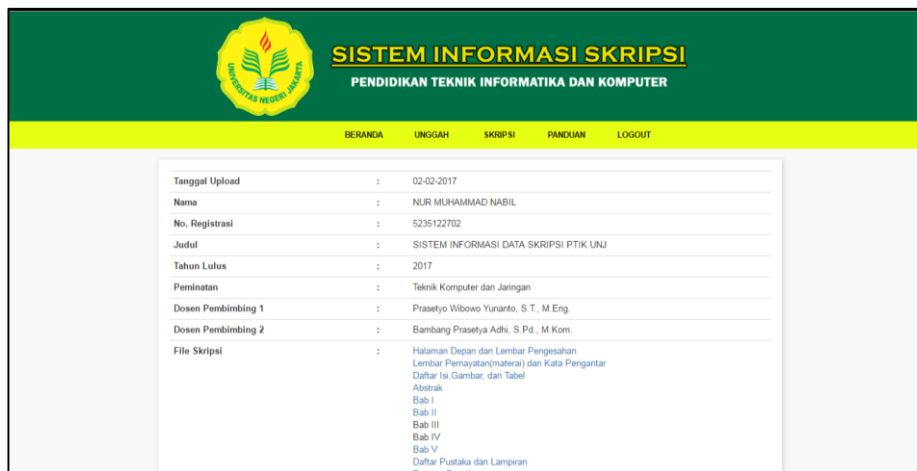 SISTEM INFORMASI SKRIPSI
PENDIDIKAN TEKNIK INFORMATIKA DAN KOMPUTER
UNIVERSITAS NEGERI JAKARTA
BERANDA UNGGAH SKRIPSI PANDUAN LOGOUT
Tanggal Upload : 02-02-2017
Nama : NUR MUHAMMAD NABIL
No. Registrasi : 5235122702
Judul : SISTEM INFORMASI DATA SKRIPSI PTIK UNJ
Tahun Lulus : 2017
Peminatan : Teknik Komputer dan Jaringan
Dosen Pembimbing 1 : Prasetyo Wibowo Yunanto, S.T., M.Eng.
Dosen Pembimbing 2 : Bambang Prasetya Adhi, S.Pd., M.Kom.
File Skripsi : Halaman Depan dan Lembar Pengesahan
Lembar Pernayatan(materai) dan Kata Pengantar
Daftar Isi,Gambar, dan Tabel
Abstrak
Bab I
Bab II
Bab III
Bab IV
Bab V
Daftar Pustaka dan Lampiran